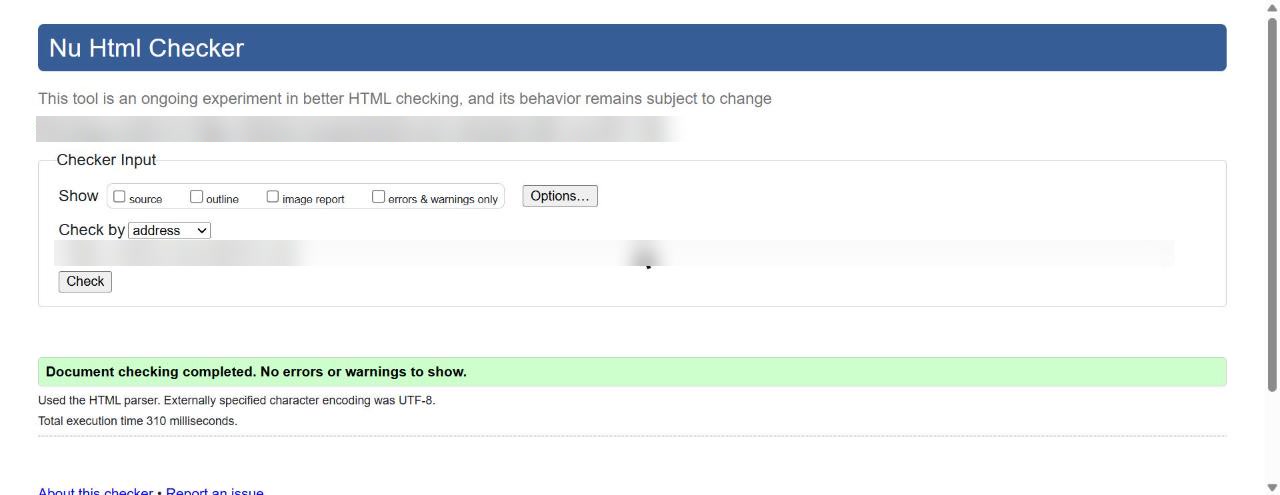 Nu Html Checker
This tool is an ongoing experiment in better HTML checking, and its behavior remains subject to change
Checker Input
Show source outline image report errors & warnings only Options...
Check by address
Check
Document checking completed. No errors or warnings to show.
Used the HTML parser. Externally specified character encoding was UTF-8.
Total execution time 310 milliseconds.
About this checker • Report an issue